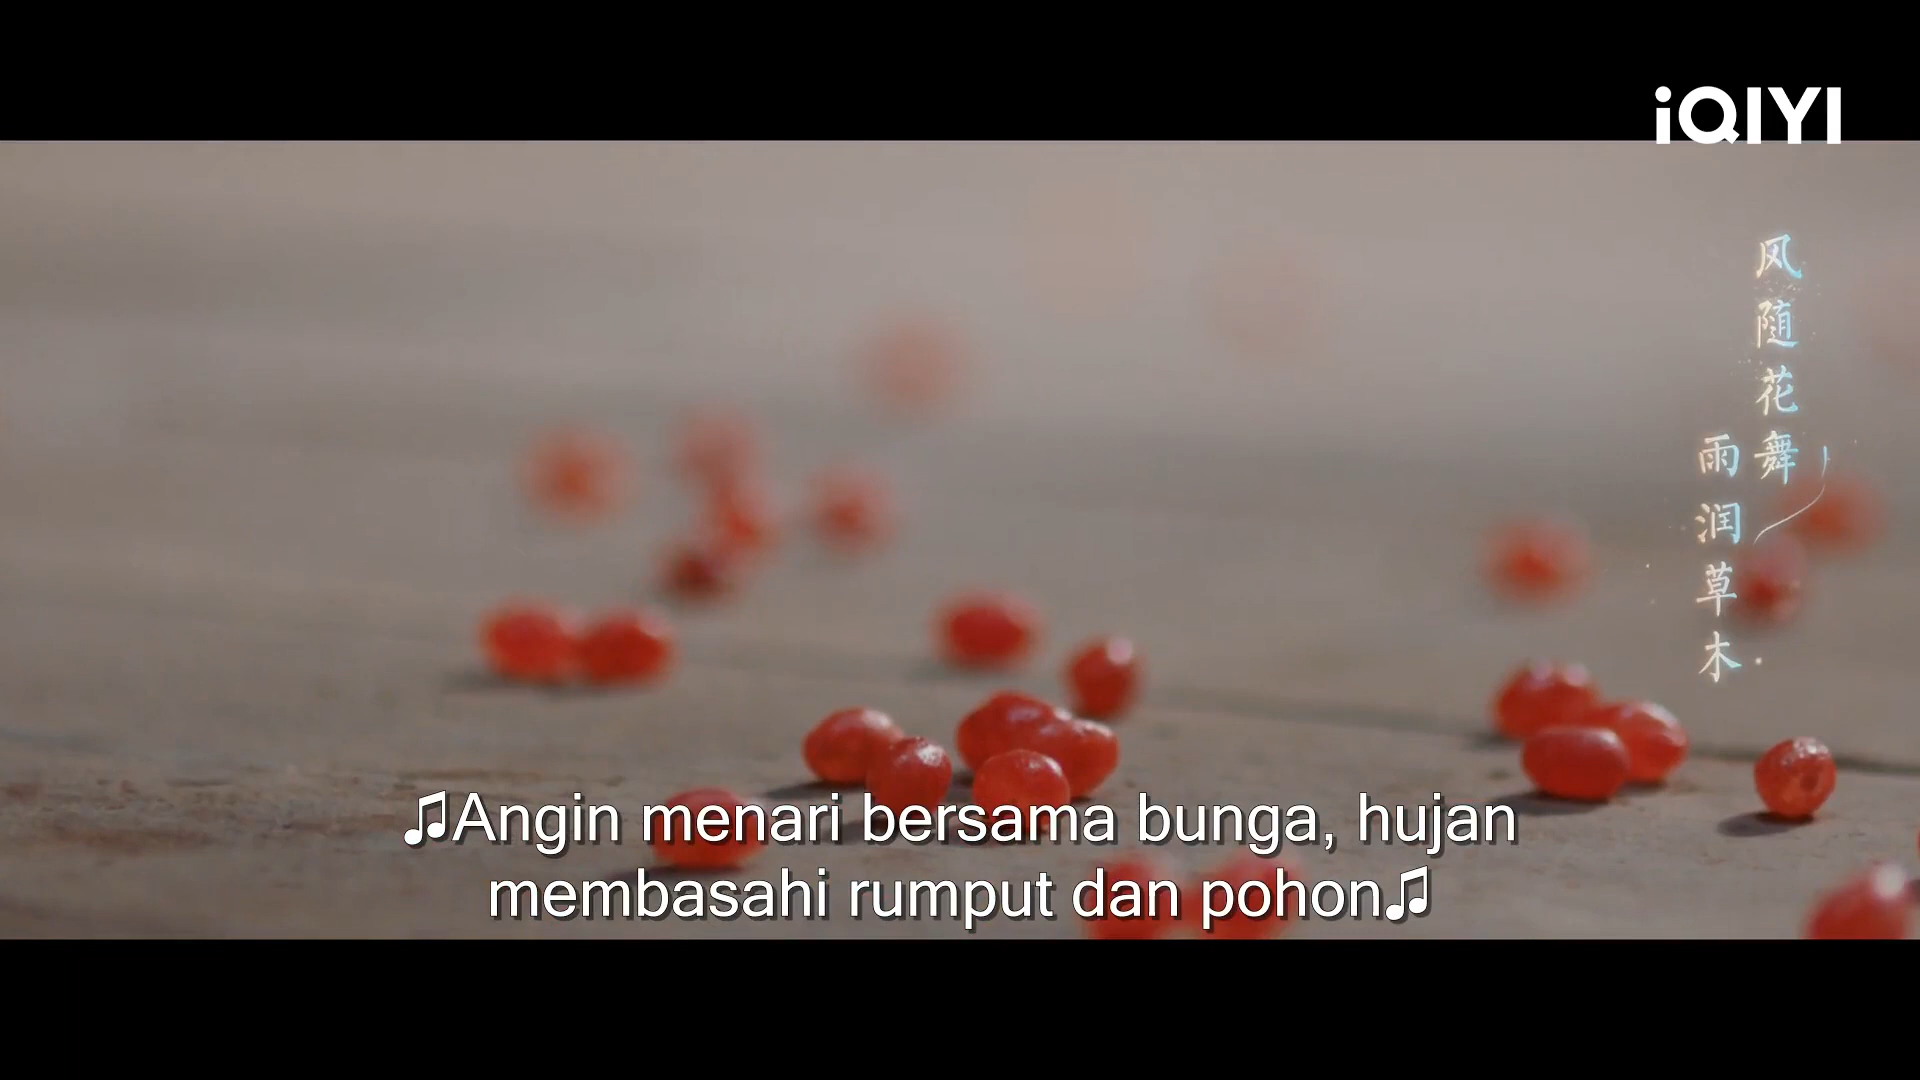 iQIYI
风随花舞
雨润草木
♫Angin menari bersama bunga, hujan
membasahi rumput dan pohon♫